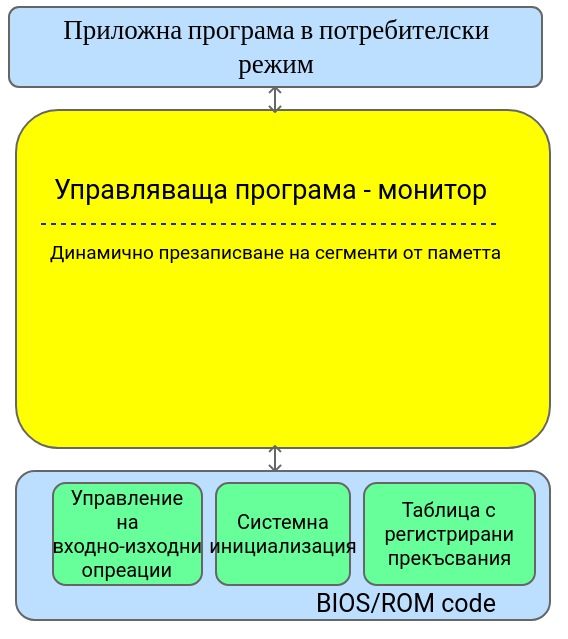 Приложна програма в потребителски
режим
Управляваща програма - монитор
Динамично презаписване на сегменти от паметта
Управление
на
входно-изходни
опреации
Системна
инициализация
Таблица с
регистрирани
прекъсвания
BIOS/ROM code